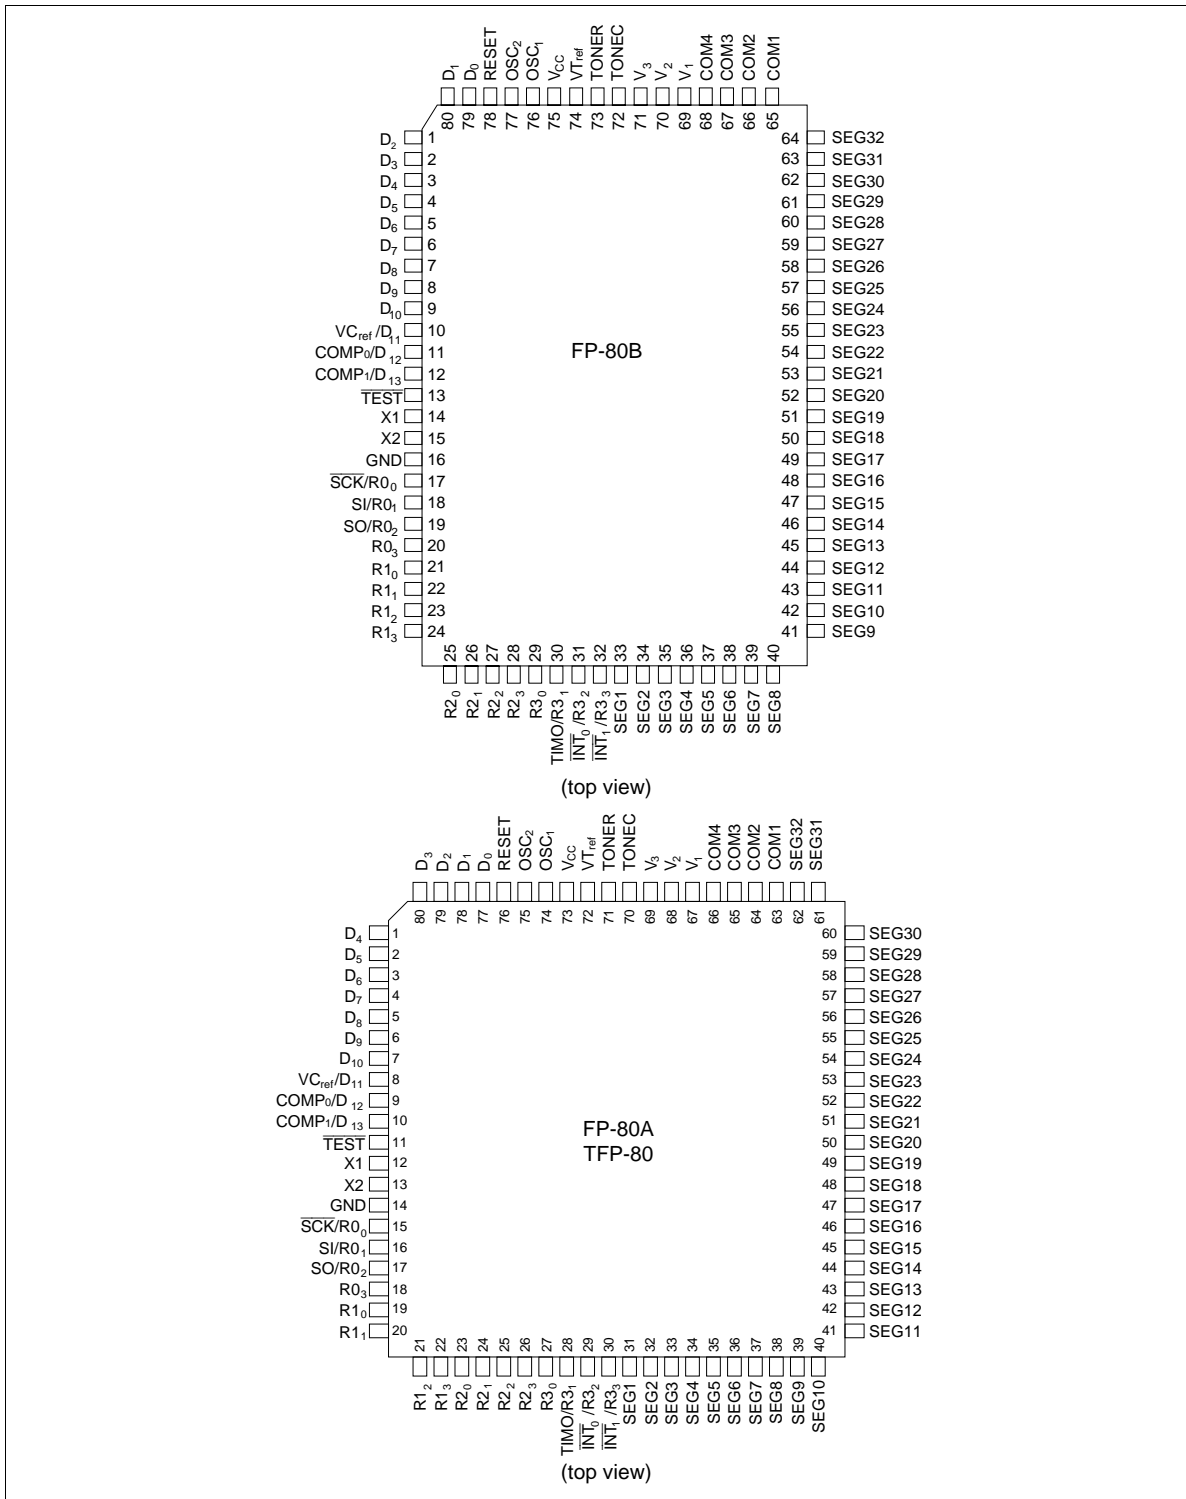 D₁ D₀ RESET OSC₂ OSC₁ V_CC VT_ref TONER TONEC V₃ V₂ V₁ COM4 COM3 COM2 COM1
80 79 78 77 76 75 74 73 72 71 70 69 68 67 66 65
D₂ 1 64 SEG32
D₃ 2 63 SEG31
D₄ 3 62 SEG30
D₅ 4 61 SEG29
D₆ 5 60 SEG28
D₇ 6 59 SEG27
D₈ 7 58 SEG26
D₉ 8 57 SEG25
D₁₀ 9 56 SEG24
VC_ref/D₁₁ 10 55 SEG23
COMP₀/D₁₂ 11 54 SEG22
FP-80B
COMP₁/D₁₃ 12 53 SEG21
T̅E̅S̅T̅ 13 52 SEG20
X1 14 51 SEG19
X2 15 50 SEG18
GND 16 49 SEG17
S̅C̅K̅/R0₀ 17 48 SEG16
SI/R0₁ 18 47 SEG15
SO/R0₂ 19 46 SEG14
R0₃ 20 45 SEG13
R1₀ 21 44 SEG12
R1₁ 22 43 SEG11
R1₂ 23 42 SEG10
R1₃ 24 41 SEG9
25 26 27 28 29 30 31 32 33 34 35 36 37 38 39 40
R2₀ R2₁ R2₂ R2₃ R3₀ TIMO/R3₁ I̅N̅T̅₀/R3₂ I̅N̅T̅₁/R3₃ SEG1 SEG2 SEG3 SEG4 SEG5 SEG6 SEG7 SEG8
(top view)
D₃ D₂ D₁ D₀ RESET OSC₂ OSC₁ V_CC VT_ref TONER TONEC V₃ V₂ V₁ COM4 COM3 COM2 COM1 SEG32 SEG31
80 79 78 77 76 75 74 73 72 71 70 69 68 67 66 65 64 63 62 61
D₄ 1 60 SEG30
D₅ 2 59 SEG29
D₆ 3 58 SEG28
D₇ 4 57 SEG27
D₈ 5 56 SEG26
D₉ 6 55 SEG25
D₁₀ 7 54 SEG24
VC_ref/D₁₁ 8 53 SEG23
COMP₀/D₁₂ 9 52 SEG22
COMP₁/D₁₃ 10 51 SEG21
FP-80A
T̅E̅S̅T̅ 11 50 SEG20
TFP-80
X1 12 49 SEG19
X2 13 48 SEG18
GND 14 47 SEG17
S̅C̅K̅/R0₀ 15 46 SEG16
SI/R0₁ 16 45 SEG15
SO/R0₂ 17 44 SEG14
R0₃ 18 43 SEG13
R1₀ 19 42 SEG12
R1₁ 20 41 SEG11
21 22 23 24 25 26 27 28 29 30 31 32 33 34 35 36 37 38 39 40
R1₂ R1₃ R2₀ R2₁ R2₂ R2₃ R3₀ TIMO/R3₁ I̅N̅T̅₀/R3₂ I̅N̅T̅₁/R3₃ SEG1 SEG2 SEG3 SEG4 SEG5 SEG6 SEG7 SEG8 SEG9 SEG10
(top view)